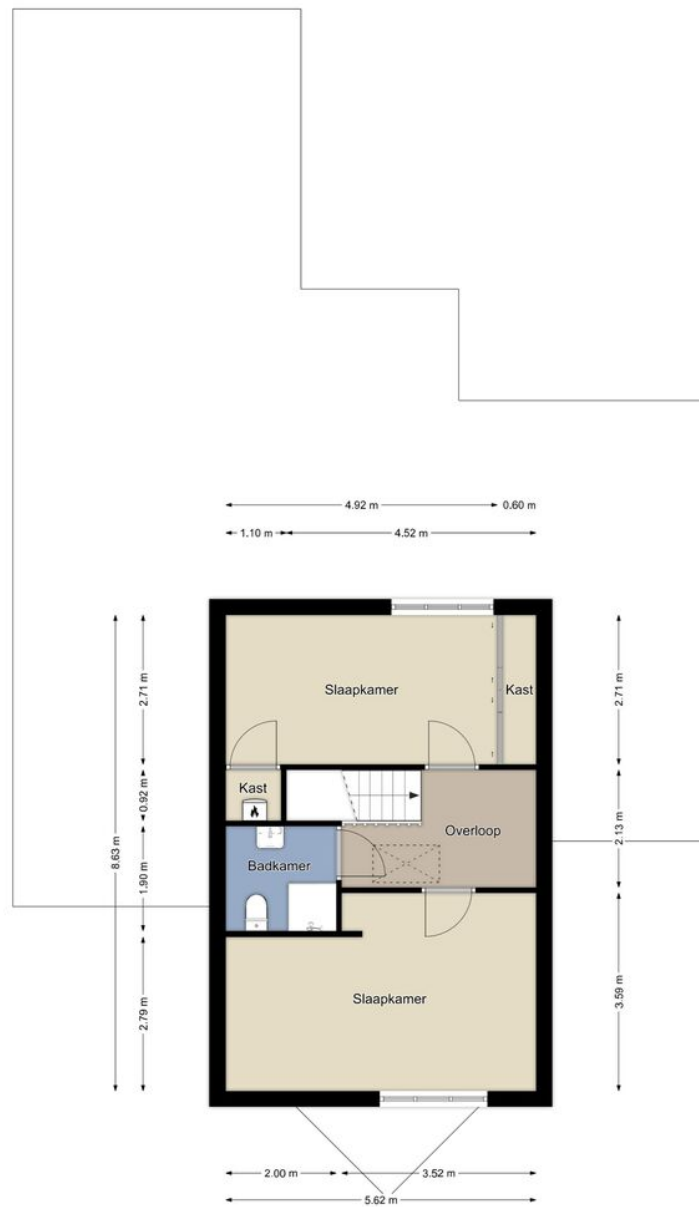 4.92 m
0.60 m
1.10 m
4.52 m
Slaapkamer
Kast
2.71 m
2.71 m
Kast
0.92 m
Overloop
2.13 m
Badkamer
8.63 m
1.90 m
Slaapkamer
2.79 m
3.59 m
2.00 m
3.52 m
5.62 m